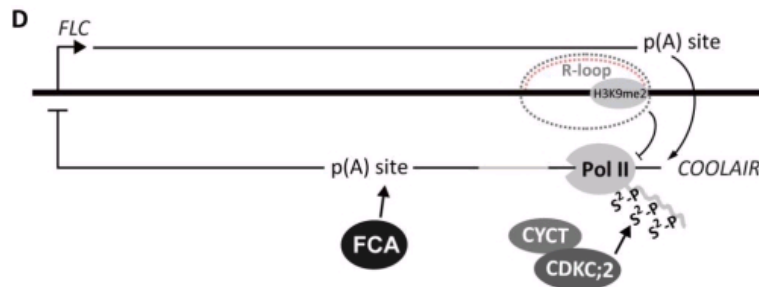 D
FLC
p(A) site
R-loop
H3K9me2
p(A) site
Pol II
COOLAIR
S²-P
S²-P
S²-P
FCA
CYCT
CDKC;2